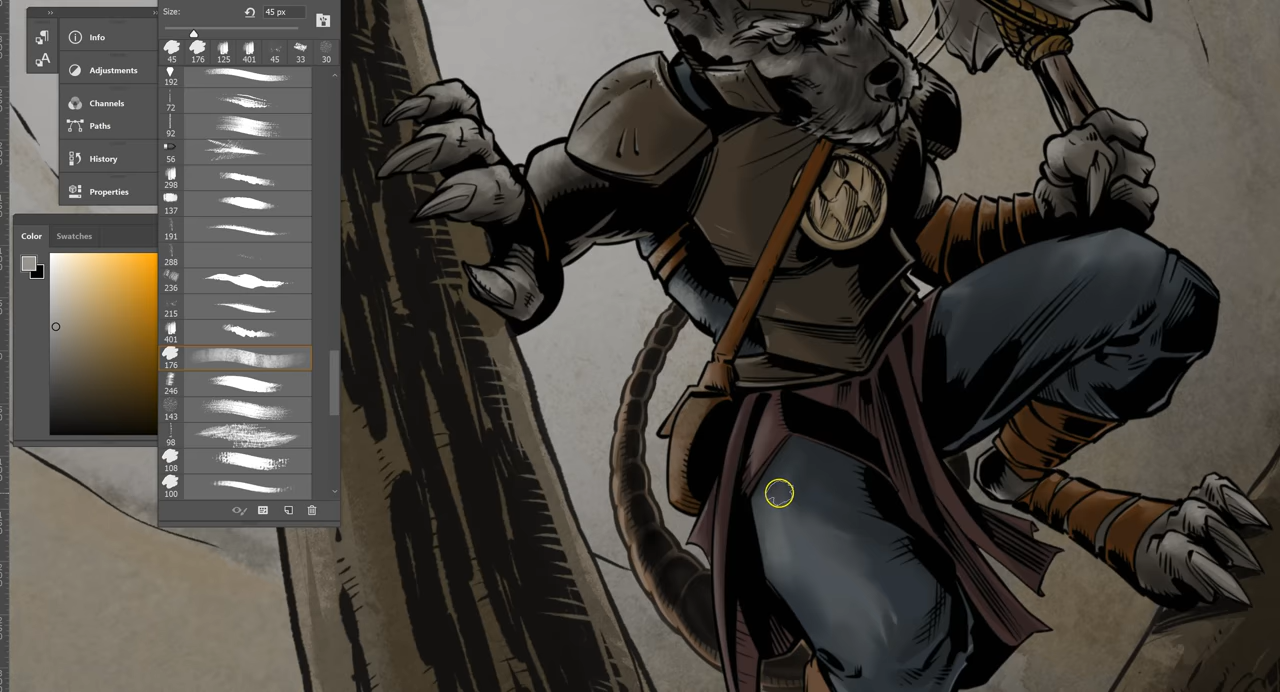 Size:
45 px
45 176 125 401 45 33 30
Info
Adjustments
Channels
Paths
History
Properties
Color Swatches
192
72
92
56
298
137
191
288
236
215
401
176
246
143
98
108
100